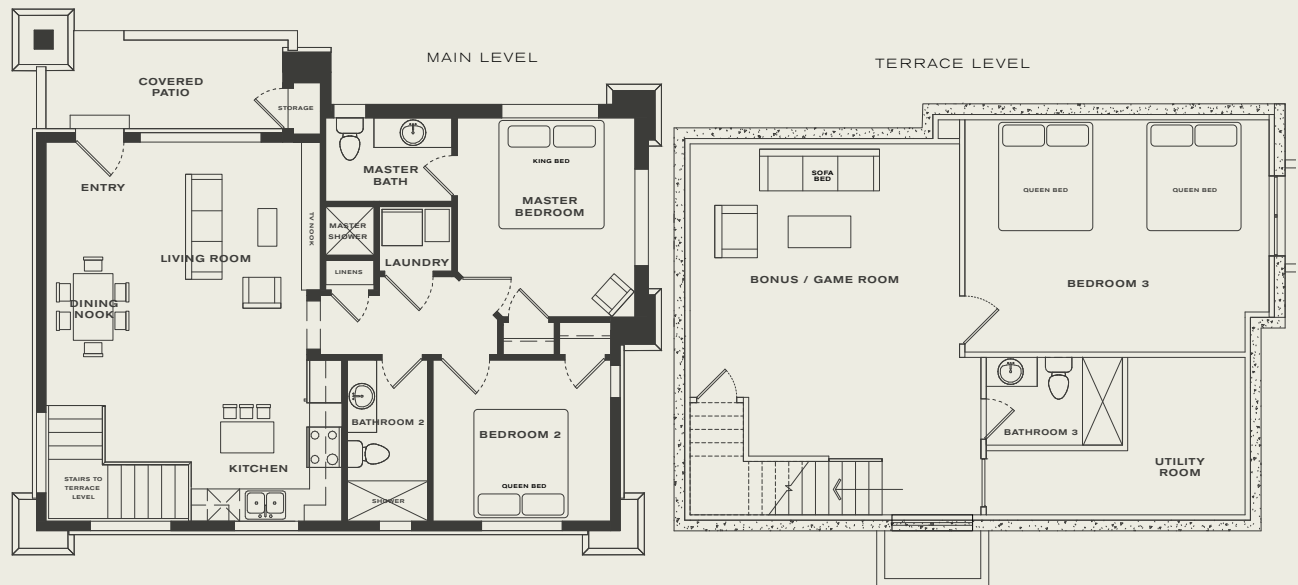 MAIN LEVEL
COVERED
PATIO
STORAGE
ENTRY
MASTER
BATH
KING BED
MASTER
BEDROOM
MASTER
SHOWER
TV NOOK
LAUNDRY
LIVING ROOM
LINENS
DINING
NOOK
BATHROOM 2
BEDROOM 2
KITCHEN
STAIRS TO
TERRACE
LEVEL
QUEEN BED
SHOWER
TERRACE LEVEL
SOFA
BED
QUEEN BED
QUEEN BED
BONUS / GAME ROOM
BEDROOM 3
BATHROOM 3
UTILITY
ROOM